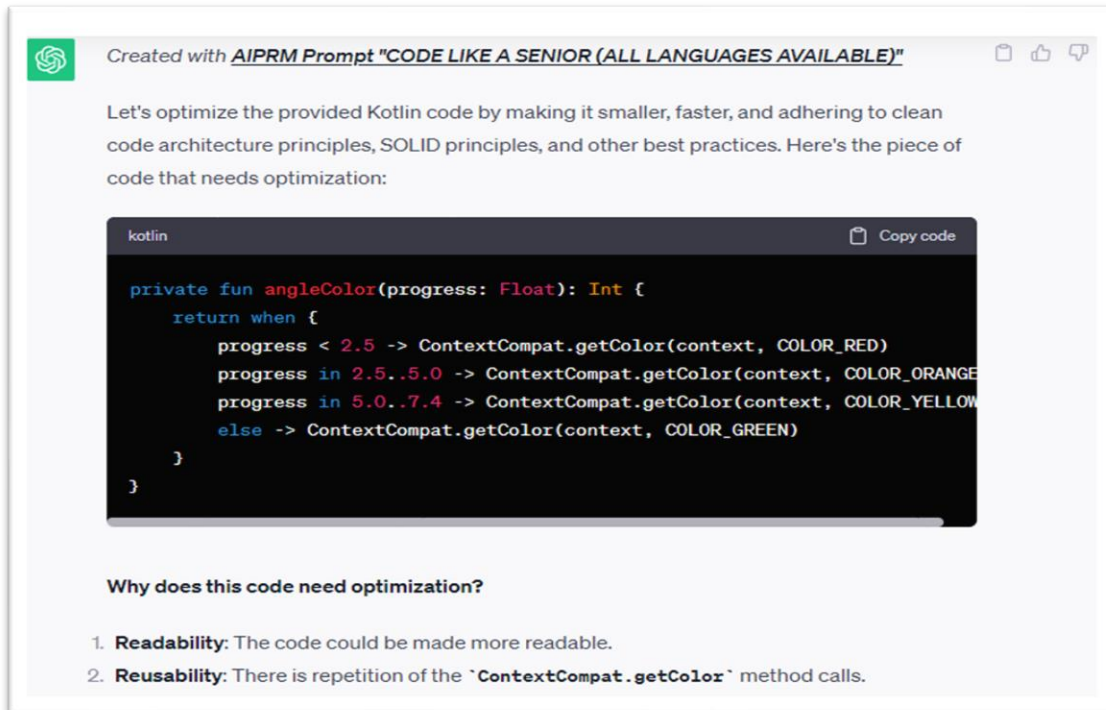 Created with AIPRM Prompt "CODE LIKE A SENIOR (ALL LANGUAGES AVAILABLE)"
Let's optimize the provided Kotlin code by making it smaller, faster, and adhering to clean
code architecture principles, SOLID principles, and other best practices. Here's the piece of
code that needs optimization:
kotlin Copy code
private fun angleColor(progress: Float): Int {
    return when {
        progress < 2.5 -> ContextCompat.getColor(context, COLOR_RED)
        progress in 2.5..5.0 -> ContextCompat.getColor(context, COLOR_ORANGE
        progress in 5.0..7.4 -> ContextCompat.getColor(context, COLOR_YELLOW
        else -> ContextCompat.getColor(context, COLOR_GREEN)
    }
}
Why does this code need optimization?
1. Readability: The code could be made more readable.
2. Reusability: There is repetition of the `ContextCompat.getColor` method calls.